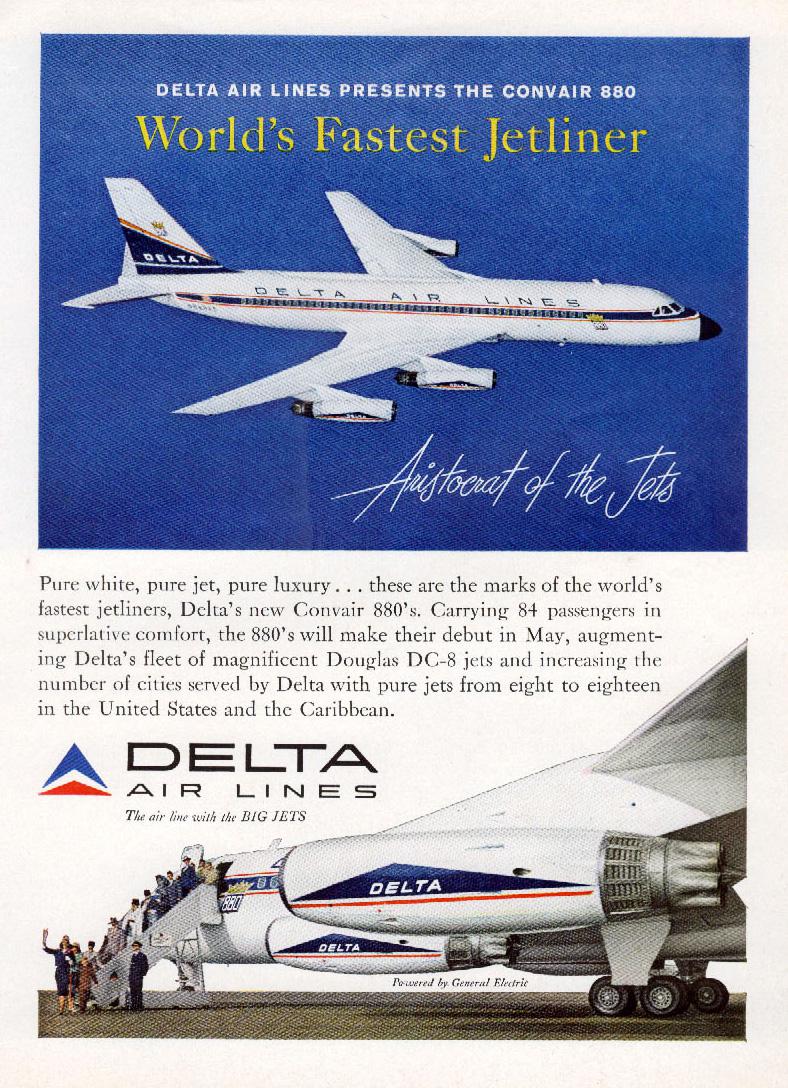 DELTA AIR LINES PRESENTS THE CONVAIR 880
World's Fastest Jetliner
DELTA
DELTA AIR LINES
DELTA
DELTA
Aristocrat of the Jets
Pure white, pure jet, pure luxury . . . these are the marks of the world's
fastest jetliners, Delta's new Convair 880's. Carrying 84 passengers in
superlative comfort, the 880's will make their debut in May, augment-
ing Delta's fleet of magnificent Douglas DC-8 jets and increasing the
number of cities served by Delta with pure jets from eight to eighteen
in the United States and the Caribbean.
DELTA
AIR LINES
The air line with the BIG JETS
DELTA
880
DELTA
Powered by General Electric